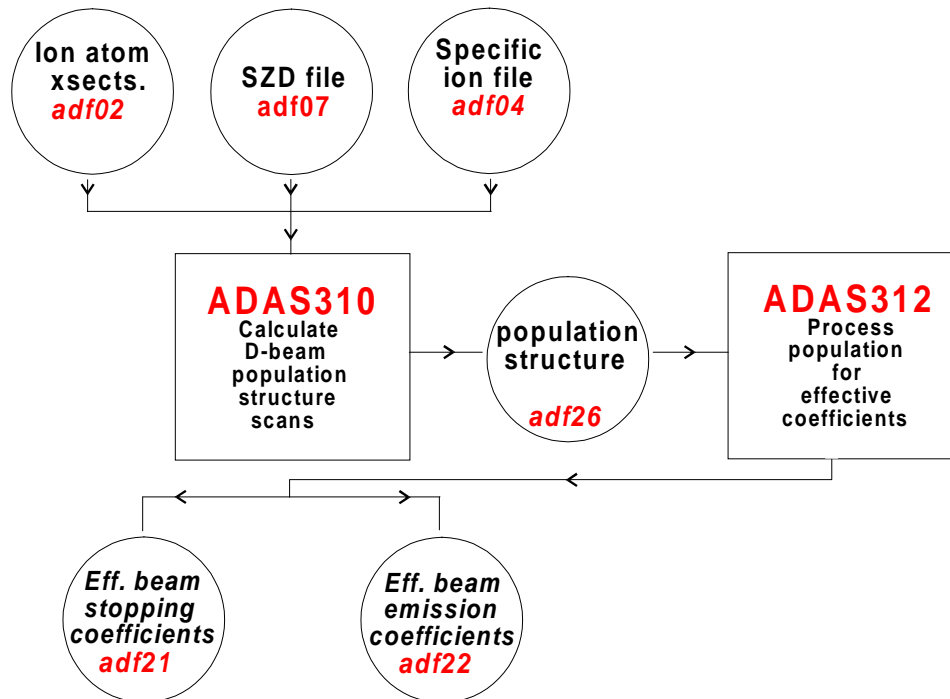 Ion atom
xsects.
adf02
SZD file
adf07
Specific
ion file
adf04
ADAS310
Calculate
D-beam
population
structure
scans
population
structure
adf26
ADAS312
Process
population
for
effective
coefficients
Eff. beam
stopping
coefficients
adf21
Eff. beam
emission
coefficients
adf22